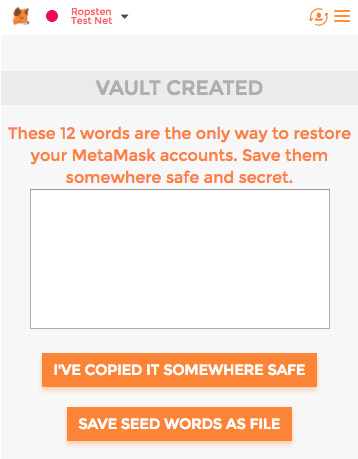 Ropsten
Test Net
VAULT CREATED
These 12 words are the only way to restore
your MetaMask accounts. Save them
somewhere safe and secret.
I'VE COPIED IT SOMEWHERE SAFE
SAVE SEED WORDS AS FILE